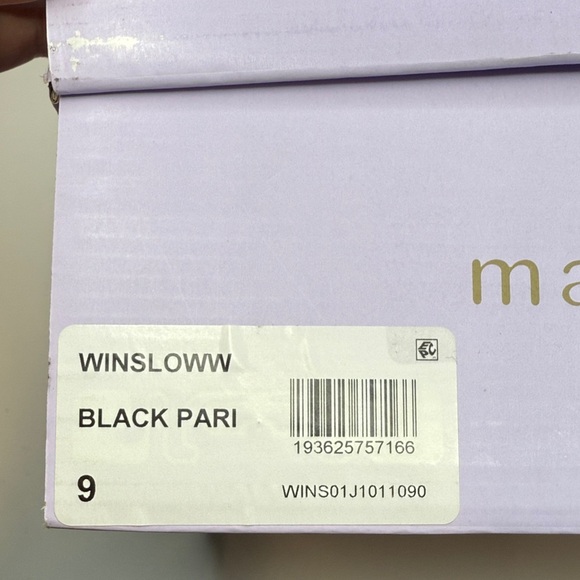 ma
WINSLOWW
BLACK PARI
193625757166
9
WINS01J1011090